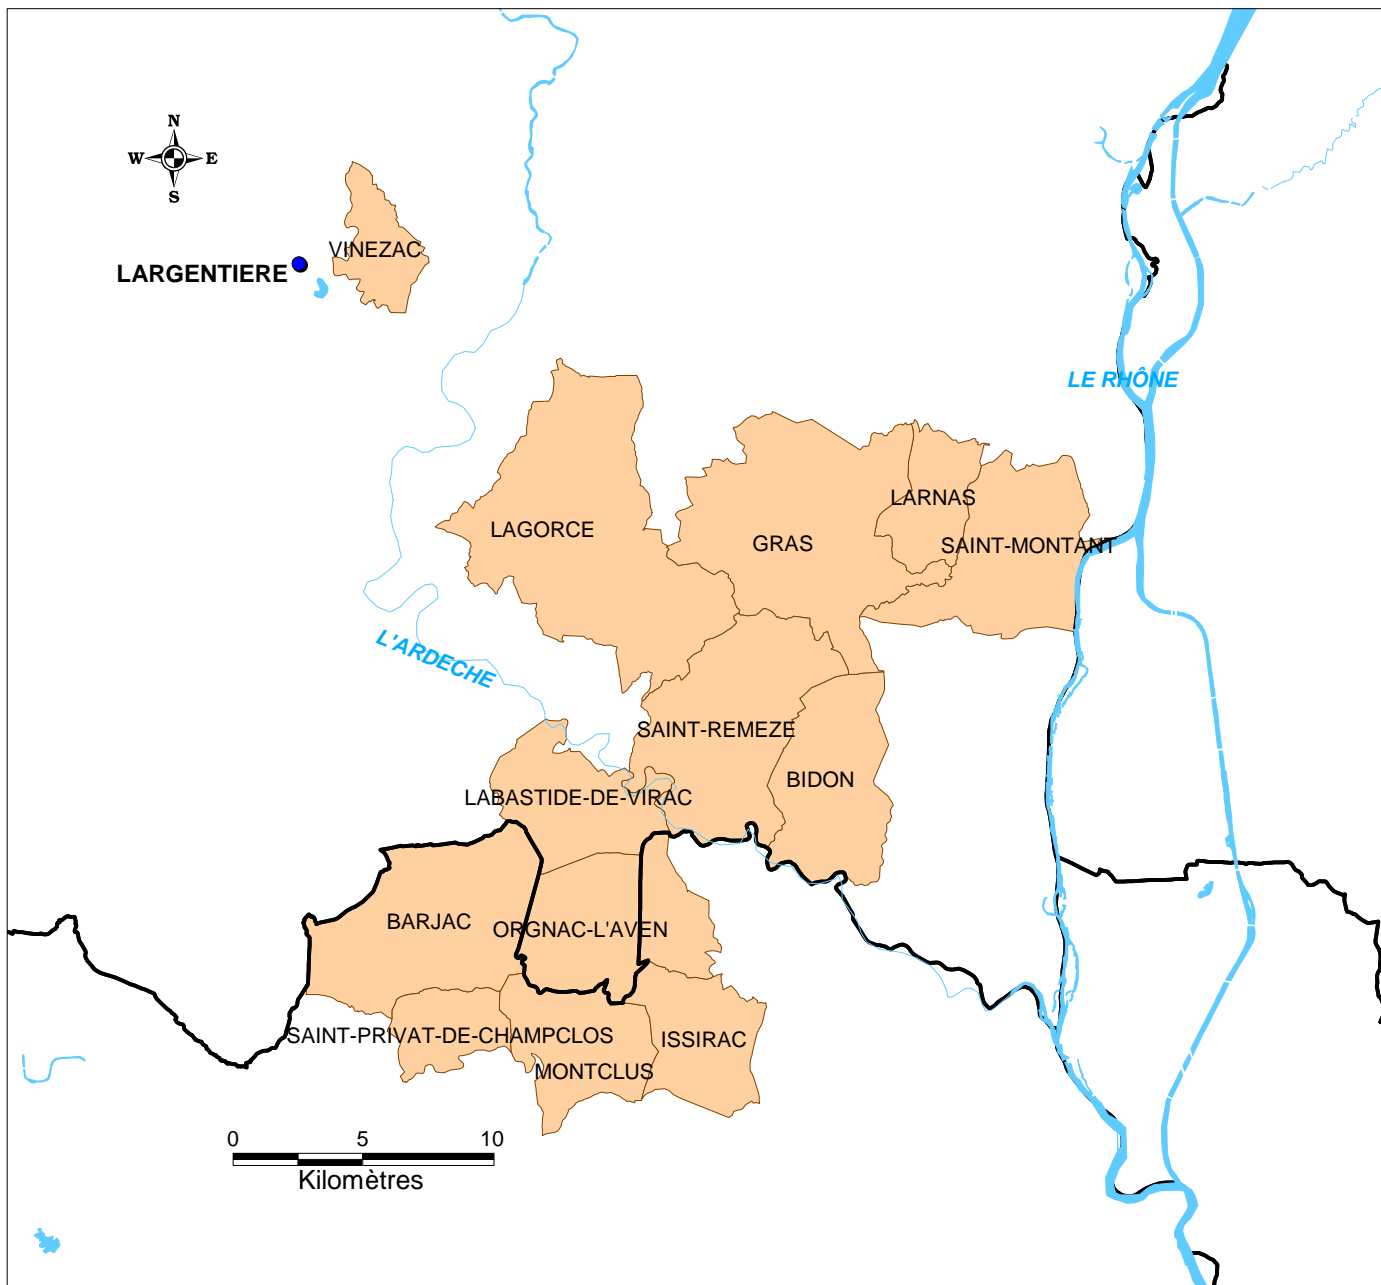 N
W E
S
VINEZAC
LARGENTIERE
LE RHÔNE
LARNAS
LAGORCE
GRAS
SAINT-MONTANT
L'ARDECHE
SAINT-REMEZE
BIDON
LABASTIDE-DE-VIRAC
BARJAC
ORGNAC-L'AVEN
SAINT-PRIVAT-DE-CHAMPCLOS
ISSIRAC
MONTCLUS
0 5 10
Kilomètres